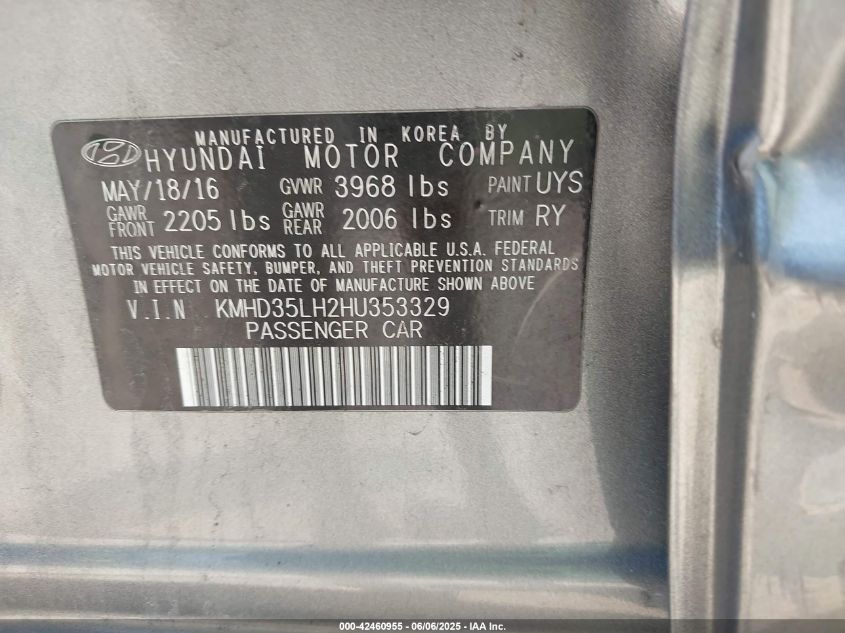 MANUFACTURED IN KOREA BY
HYUNDAI MOTOR COMPANY
MAY/18/16 GVWR 3968 lbs PAINT UYS
GAWR FRONT 2205 lbs GAWR REAR 2006 lbs TRIM RY
THIS VEHICLE CONFORMS TO ALL APPLICABLE U.S.A. FEDERAL
MOTOR VEHICLE SAFETY, BUMPER, AND THEFT PREVENTION STANDARDS
IN EFFECT ON THE DATE OF MANUFACTURE SHOWN ABOVE
V.I.N KMHD35LH2HU353329
PASSENGER CAR
000-42460955 - 06/06/2025 - IAA Inc.